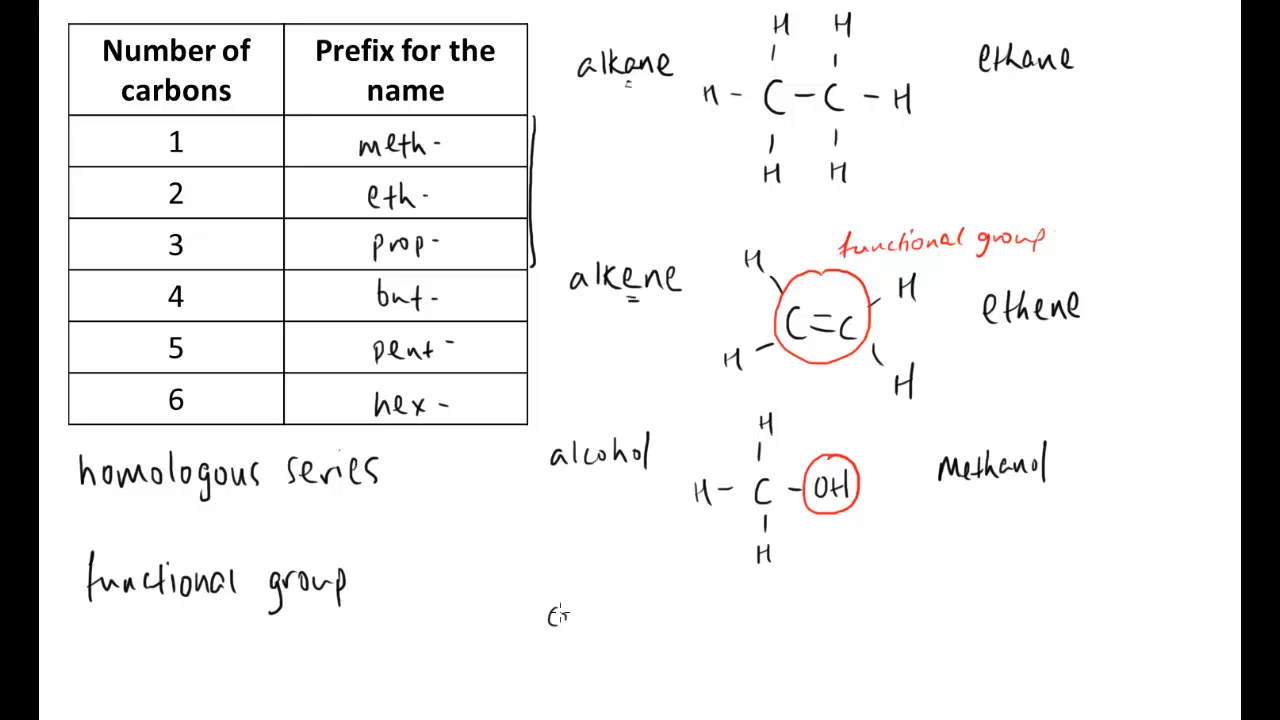 Number of carbons
Prefix for the name
1 meth-
2 eth-
3 prop-
4 but-
5 pent-
6 hex-
homologous series
functional group
alkane
H H
H - C - C - H
H H
ethane
functional group
alkene
H H
C=C
H H
ethene
alcohol
H
H - C - OH
H
Methanol